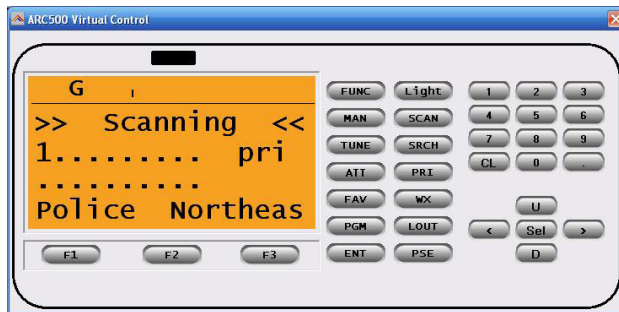 ARC500 Virtual Control
G
>> Scanning <<
1......... pri
..........
Police Northeas
F1 F2 F3
FUNC Light
MAN SCAN
TUNE SRCH
ATT PRI
FAV WX
PGM LOUT
ENT PSE
1 2 3
4 5 6
7 8 9
CL 0 .
U
< Sel >
D